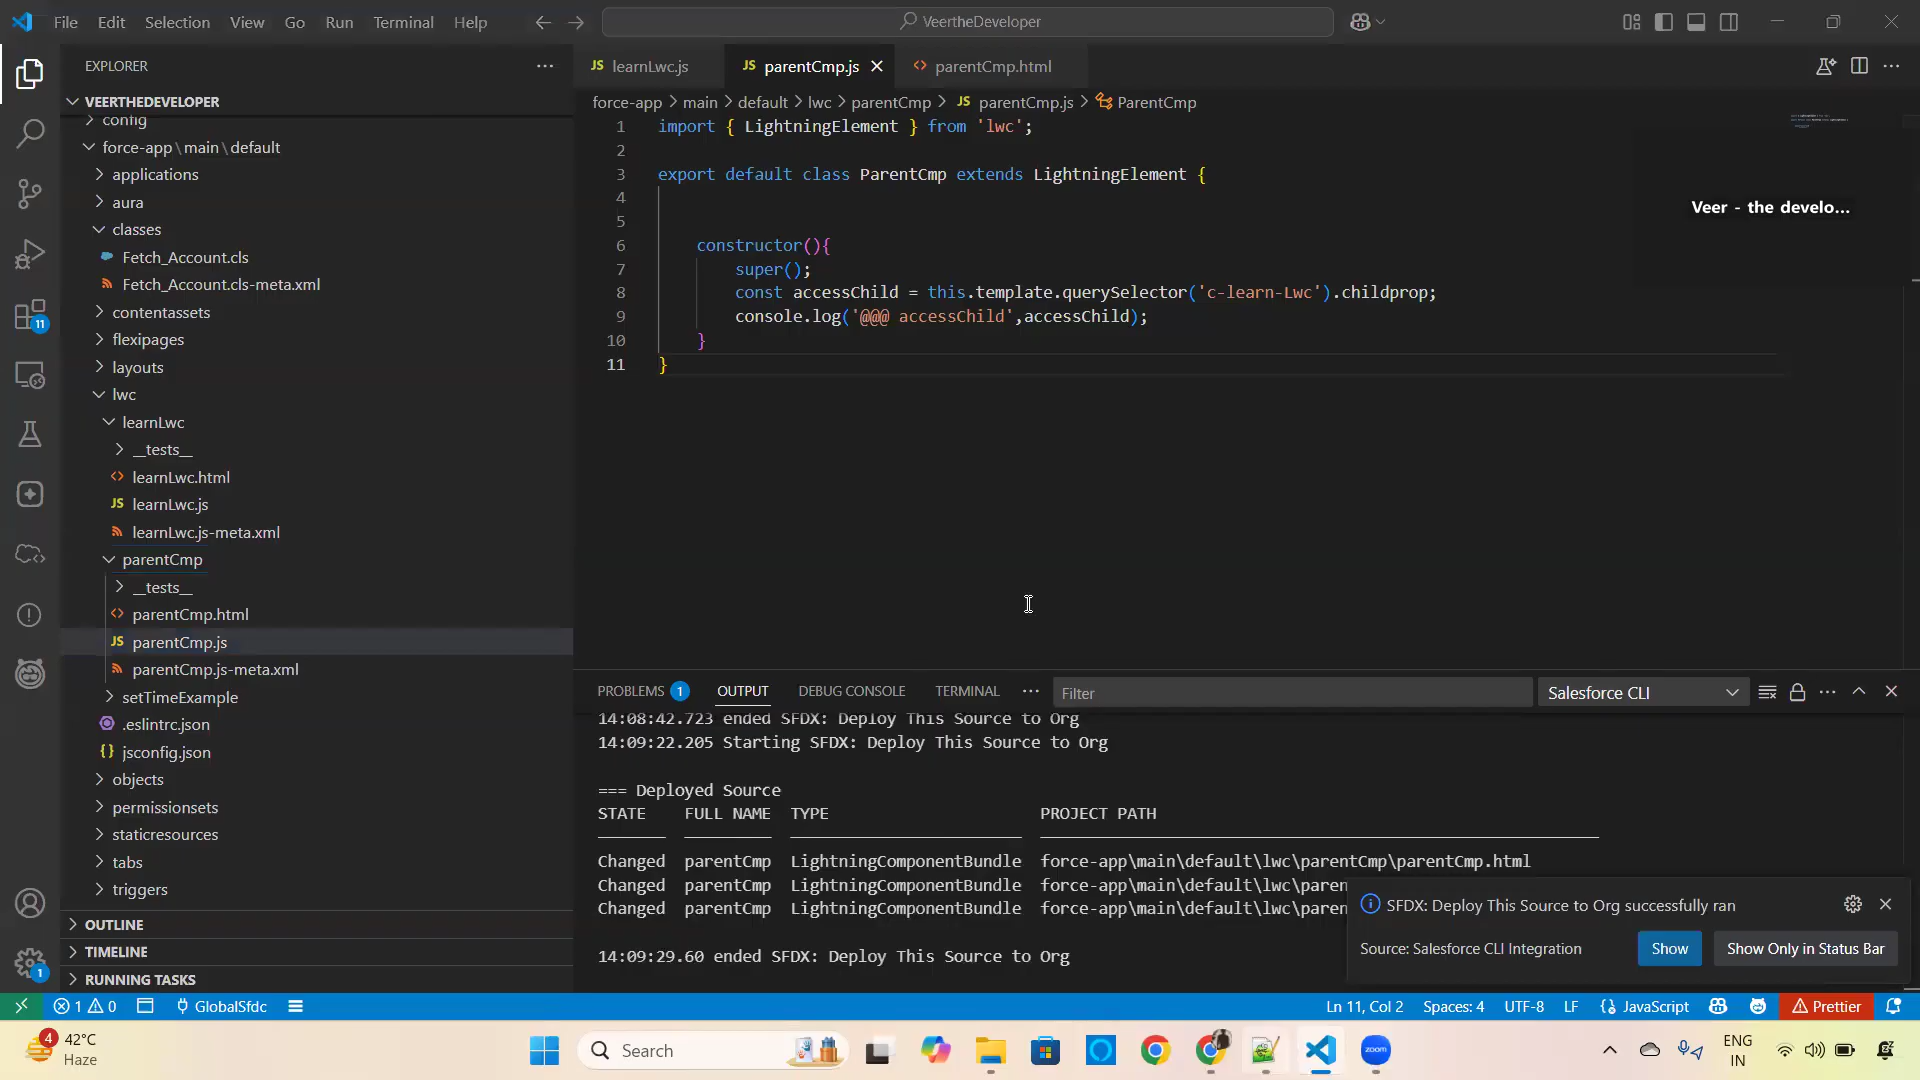 File Edit Selection View Go Run Terminal Help
VeertheDeveloper
EXPLORER
VEERTHEDEVELOPER
config
force-app\main\default
applications
aura
classes
Fetch_Account.cls
Fetch_Account.cls-meta.xml
contentassets
flexipages
layouts
lwc
learnLwc
__tests__
learnLwc.html
learnLwc.js
learnLwc.js-meta.xml
parentCmp
__tests__
parentCmp.html
parentCmp.js
parentCmp.js-meta.xml
setTimeExample
.eslintrc.json
jsconfig.json
objects
permissionsets
staticresources
tabs
triggers
OUTLINE
TIMELINE
RUNNING TASKS
11
1
JS learnLwc.js JS parentCmp.js parentCmp.html
force-app > main > default > lwc > parentCmp > JS parentCmp.js > ParentCmp
1 import { LightningElement } from 'lwc';
2
3 export default class ParentCmp extends LightningElement {
4
5
6 constructor(){
7 super();
8 const accessChild = this.template.querySelector('c-learn-Lwc').childprop;
9 console.log('@@@ accessChild',accessChild);
10 }
11 }
Veer - the develo...
PROBLEMS 1 OUTPUT DEBUG CONSOLE TERMINAL Filter Salesforce CLI
14:08:42.723 ended SFDX: Deploy This Source to Org
14:09:22.205 Starting SFDX: Deploy This Source to Org
=== Deployed Source
STATE FULL NAME TYPE PROJECT PATH
Changed parentCmp LightningComponentBundle force-app\main\default\lwc\parentCmp\parentCmp.html
Changed parentCmp LightningComponentBundle force-app\main\default\lwc\paren
Changed parentCmp LightningComponentBundle force-app\main\default\lwc\paren
14:09:29.60 ended SFDX: Deploy This Source to Org
SFDX: Deploy This Source to Org successfully ran
Source: Salesforce CLI Integration Show Show Only in Status Bar
1 0 GlobalSfdc Ln 11, Col 2 Spaces: 4 UTF-8 LF JavaScript Prettier
4 42°C
Haze
Search
zoom
ENG
IN